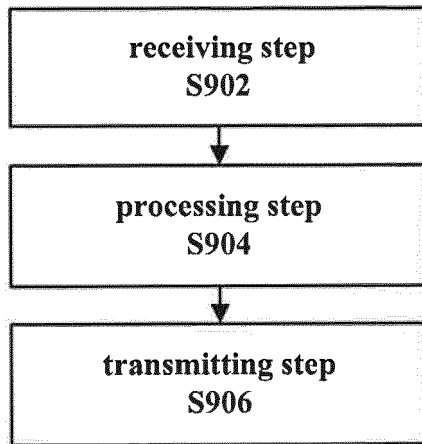 receiving step
S902
processing step
S904
transmitting step
S906